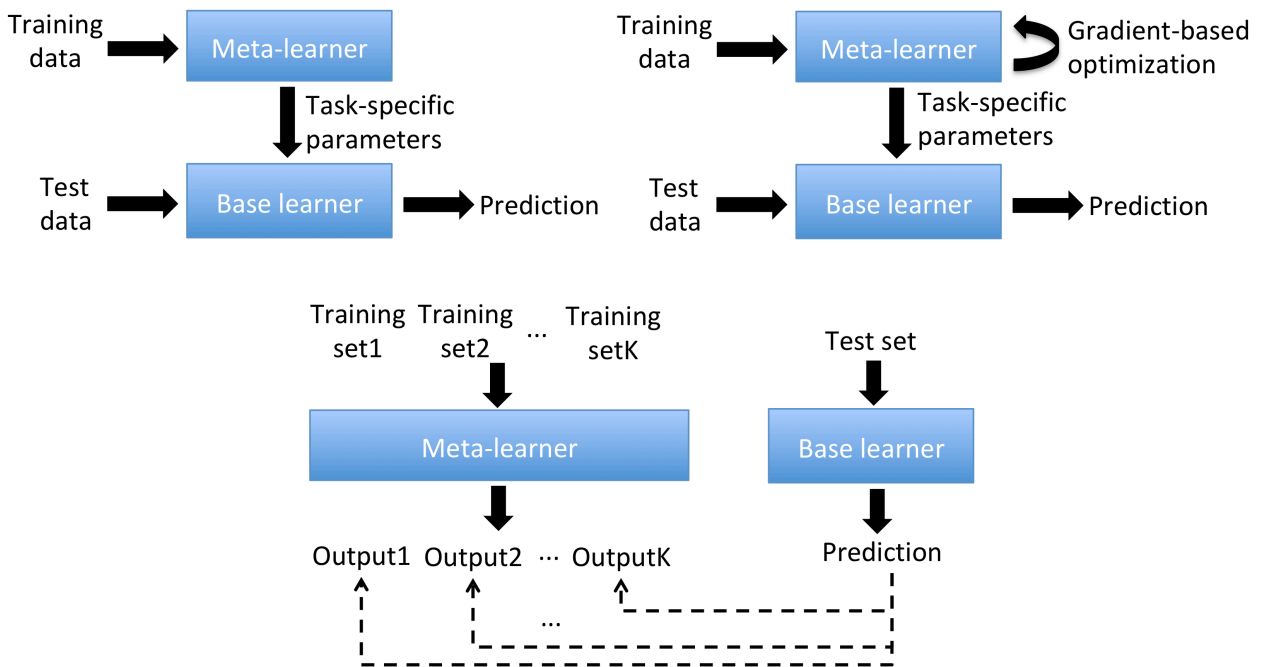 Training
data
Meta-learner
Task-specific
parameters
Test
data
Base learner
Prediction
Training
data
Meta-learner
Gradient-based
optimization
Task-specific
parameters
Test
data
Base learner
Prediction
Training
set1
Training
set2
...
Training
setK
Meta-learner
Output1
Output2
...
OutputK
...
Test set
Base learner
Prediction